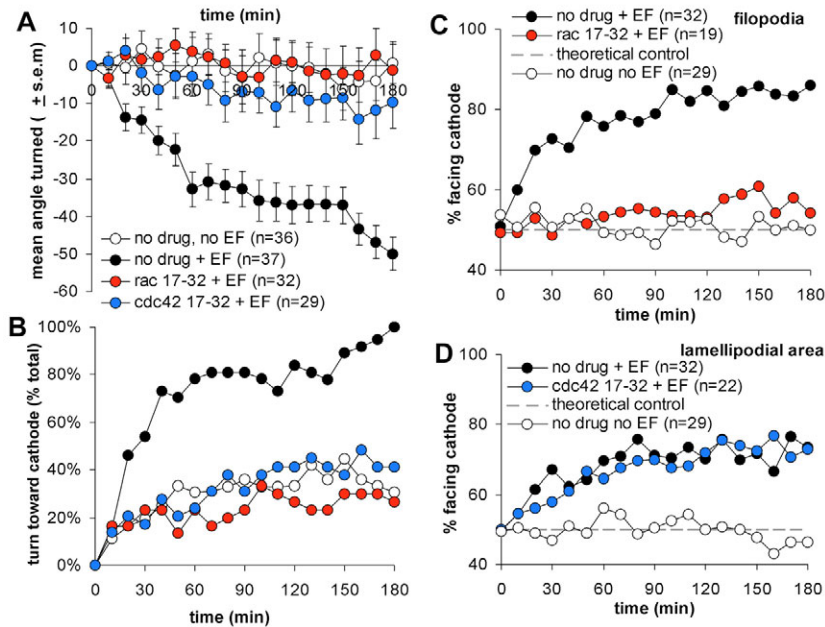 A
time (min)
10
0
-10
-20
-30
-40
-50
-60
0 30 60 90 120 150 180
mean angle turned ( ± s.e.m)
no drug, no EF (n=36)
no drug + EF (n=37)
rac 17-32 + EF (n=32)
cdc42 17-32 + EF (n=29)
B
100%
80%
60%
40%
20%
0%
turn toward cathode (% total)
0 30 60 90 120 150 180
time (min)
C
no drug + EF (n=32)
filopodia
rac 17-32 + EF (n=19)
theoretical control
no drug no EF (n=29)
100
80
60
40
% facing cathode
0 30 60 90 120 150 180
time (min)
D
lamellipodial area
no drug + EF (n=32)
cdc42 17-32 + EF (n=22)
theoretical control
no drug no EF (n=29)
100
80
60
40
% facing cathode
0 30 60 90 120 150 180
time (min)